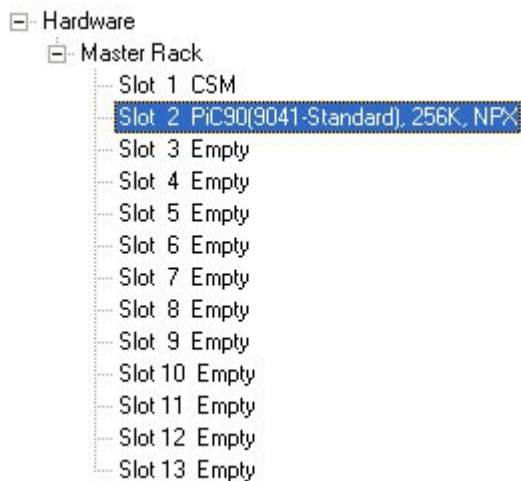 Hardware
Master Rack
Slot 1 CSM
Slot 2 PiC90(9041-Standard), 256K, NPX
Slot 3 Empty
Slot 4 Empty
Slot 5 Empty
Slot 6 Empty
Slot 7 Empty
Slot 8 Empty
Slot 9 Empty
Slot 10 Empty
Slot 11 Empty
Slot 12 Empty
Slot 13 Empty